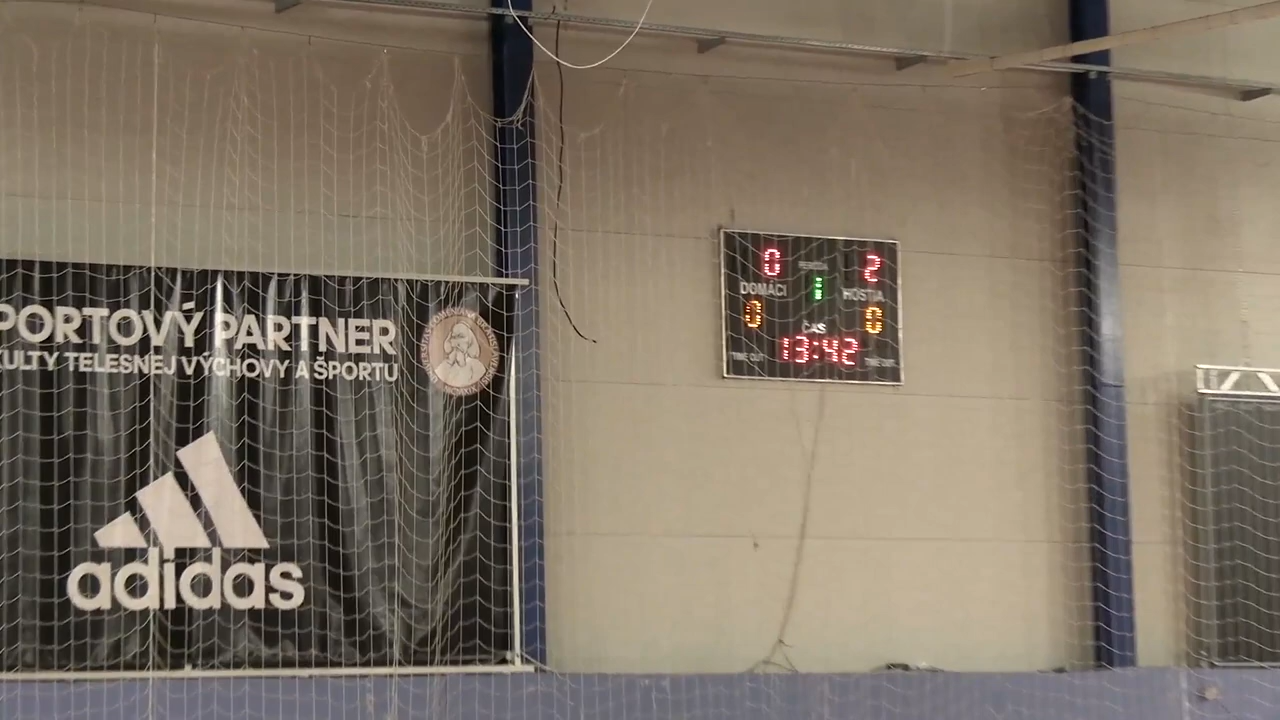 PORTOVÝ PARTNER
KULTY TELESNEJ VÝCHOVY A ŠPORTU
adidas
0 PERIÓDA 2
DOMÁCI 1 HOSTIA
0 0
ČAS
TIME OUT 13:42 TIME OUT